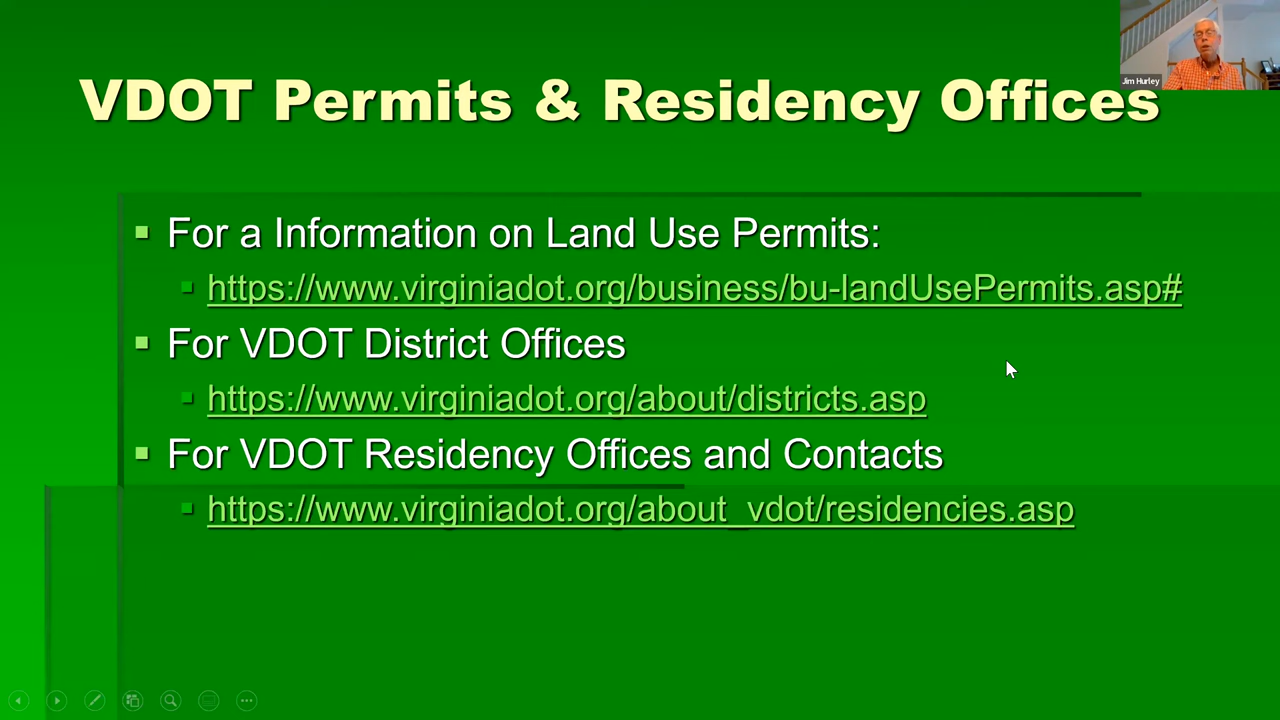 Jim Hurley
VDOT Permits & Residency Offices
For a Information on Land Use Permits:
https://www.virginiadot.org/business/bu-landUsePermits.asp#
For VDOT District Offices
https://www.virginiadot.org/about/districts.asp
For VDOT Residency Offices and Contacts
https://www.virginiadot.org/about_vdot/residencies.asp